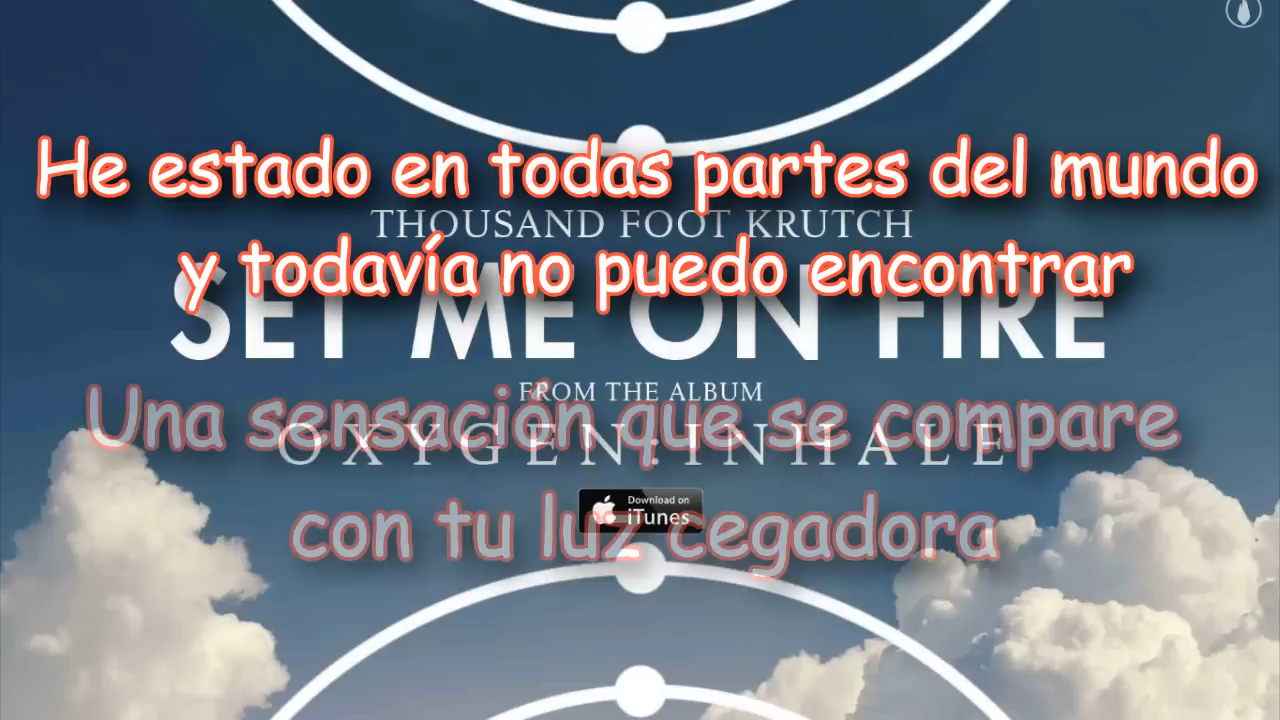 He estado en todas partes del mundo
THOUSAND FOOT KRUTCH
y todavía no puedo encontrar
SET ME ON FIRE
FROM THE ALBUM
Una sensación que se compare
OXYGEN:INHALE
Download on
iTunes
con tu luz cegadora